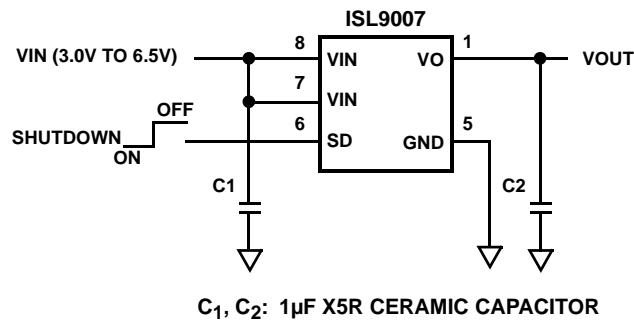 ISL9007
VIN (3.0V TO 6.5V)
8
VIN
VO
1
VOUT
7
VIN
OFF
SHUTDOWN
ON
6
SD
GND
5
C1
C2
C1, C2: 1µF X5R CERAMIC CAPACITOR